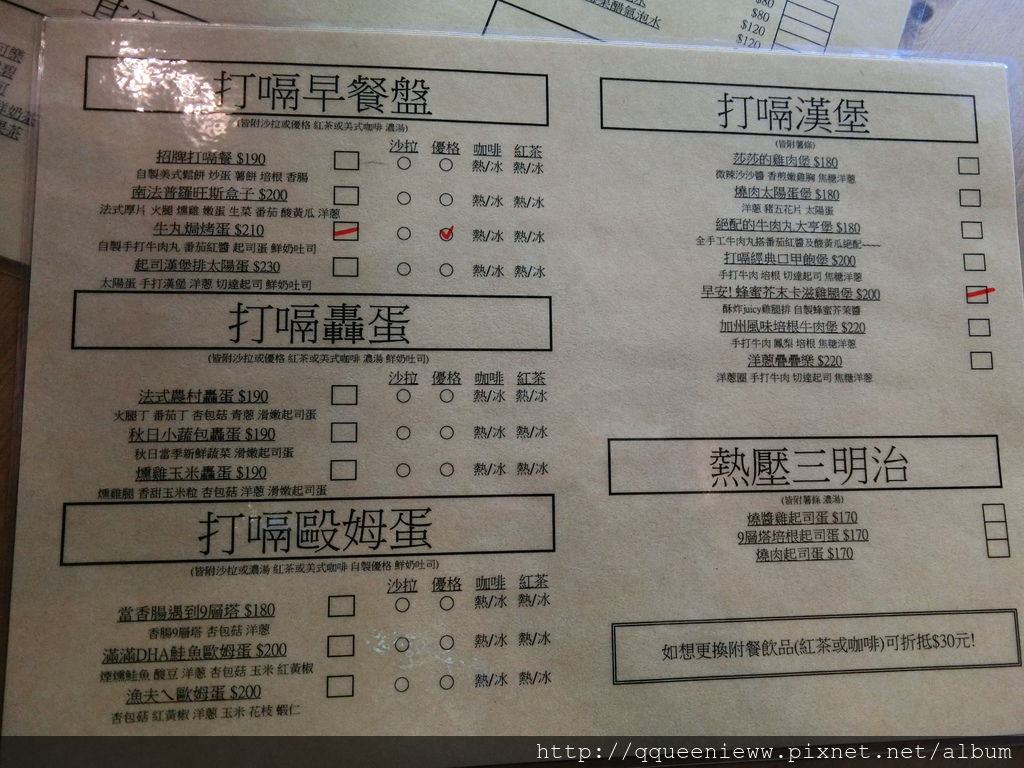 果醋氣泡水
$80
$80
$120
$120
打嗝早餐盤
(皆附沙拉或優格 紅茶或美式咖啡 濃湯)
沙拉 優格 咖啡 紅茶
招牌打嗝餐 $190 熱/冰 熱/冰
自製美式鬆餅 炒蛋 薯餅 培根 香腸
南法普羅旺斯盒子 $200 熱/冰 熱/冰
法式厚片 火腿 燻雞 嫩蛋 生菜 番茄 酸黃瓜 洋蔥
牛丸焗烤蛋 $210 熱/冰 熱/冰
自製手打牛肉丸 番茄紅醬 起司蛋 鮮奶吐司
起司漢堡排太陽蛋 $230 熱/冰 熱/冰
太陽蛋 手打漢堡 洋蔥 切達起司 鮮奶吐司
打嗝轟蛋
(皆附沙拉或優格 紅茶或美式咖啡 濃湯 鮮奶吐司)
沙拉 優格 咖啡 紅茶
法式農村轟蛋 $190 熱/冰 熱/冰
火腿丁 番茄丁 杏包菇 青蔥 滑嫩起司蛋
秋日小蔬包轟蛋 $190 熱/冰 熱/冰
秋日當季新鮮蔬菜 滑嫩起司蛋
燻雞玉米轟蛋 $190 熱/冰 熱/冰
燻雞腿 香甜玉米粒 杏包菇 洋蔥 滑嫩起司蛋
打嗝歐姆蛋
(皆附沙拉或濃湯 紅茶或美式咖啡 自製優格 鮮奶吐司)
沙拉 優格 咖啡 紅茶
當香腸遇到9層塔 $180 熱/冰 熱/冰
香腸9層塔 杏包菇 洋蔥
滿滿DHA鮭魚歐姆蛋 $200 熱/冰 熱/冰
煙燻鮭魚 酸豆 洋蔥 杏包菇 玉米 紅黃椒
漁夫ㄟ歐姆蛋 $200 熱/冰 熱/冰
杏包菇 紅黃椒 洋蔥 玉米 花枝 蝦仁
打嗝漢堡
(皆附薯條)
莎莎的雞肉堡 $180
微辣沙沙醬 香煎嫩雞胸 焦糖洋蔥
燒肉太陽蛋堡 $180
洋蔥 豬五花片 太陽蛋
絕配的牛肉丸大亨堡 $180
全手工牛肉丸搭番茄紅醬及酸黃瓜絕配~~~~
打嗝經典口甲飽堡 $200
手打牛肉 培根 切達起司 焦糖洋蔥
早安! 蜂蜜芥末卡滋雞腿堡 $200
酥炸juicy雞腿排 自製蜂蜜芥茉醬
加州風味培根牛肉堡 $220
手打牛肉 鳳梨 培根 焦糖洋蔥
洋蔥疊疊樂 $220
洋蔥圈 手打牛肉 切達起司 焦糖洋蔥
熱壓三明治
(皆附薯條 濃湯)
燒醬雞起司蛋 $170
9層塔培根起司蛋 $170
燒肉起司蛋 $170
如想更換附餐飲品(紅茶或咖啡)可折抵$30元!
http://qqueenieww.pixnet.net/album